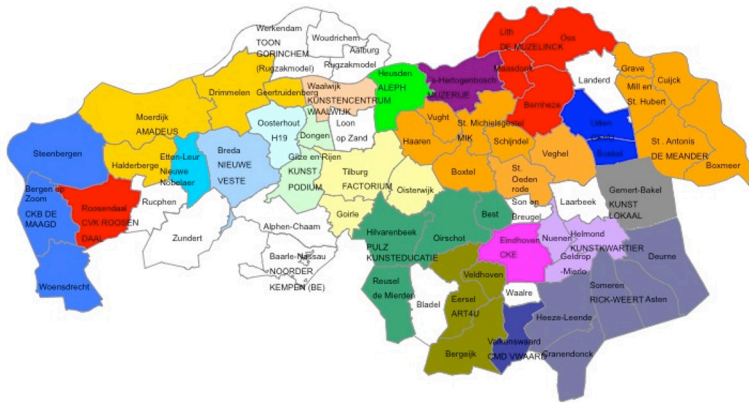 Werkendam
TOON
GORINCHEM
(Rugzakmodel)
Woudrichem
Aalburg
Rugzakmodel
Lith
DE MUZELINCK
Oss
Maasdonk
Heusden
ALEPH
's-Hertogenbosch
MUZERIJE
Landerd
Grave
Mill en
St. Hubert
Cuijck
Drimmelen
Geertruidenberg
Waalwijk
KUNSTENCENTRUM
WAALWIJK
Bernheze
Moerdijk
AMADEUS
Oosterhout
H19
Dongen
Loon
op Zand
Vught
St. Michielsgestel
MIK
Haaren
Schijndel
Uden
Boekel
St . Antonis
DE MEANDER
Boxmeer
Steenbergen
Halderberge
Etten-Leur
Nieuwe
Nobelaer
Breda
NIEUWE
VESTE
Gilze en Rijen
KUNST
PODIUM
Tilburg
FACTORIUM
Oisterwijk
Boxtel
St.
Oeden
rode
Veghel
Bergen op
Zoom
CKB DE
MAAGD
Roosendaal
CVK ROOSEN
DAAL
Rucphen
Zundert
Goirle
Alphen-Chaam
Baarle-Nassau
NOORDER
KEMPEN (BE)
Hilvarenbeek
PULZ
KUNSTEDUCATIE
Oirschot
Best
Son en
Breugel
Laarbeek
Gemert-Bakel
KUNST
LOKAAL
Woensdrecht
Eindhoven
CKE
Nuenen
Helmond
KUNSTKWARTIER
Geldrop
-Mierlo
Deurne
Reusel
de Mierden
Bladel
Veldhoven
Eersel
ART4U
Waalre
Someren
RICK-WEERT
Asten
Heeze-Leende
Bergeijk
Valkenswaard
CMD VWAARD
Cranendonck